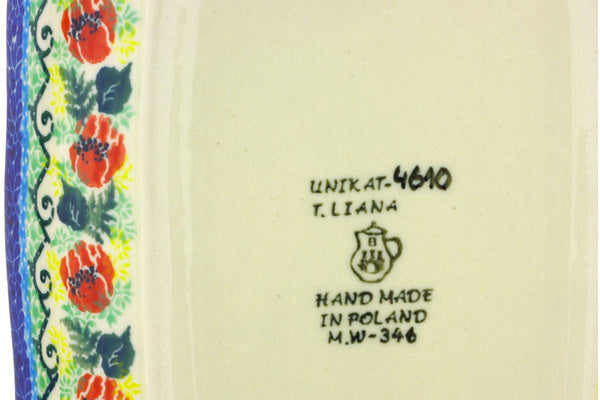 UNIKAT-4610
T. LIANA
HAND MADE
IN POLAND
M.W-346